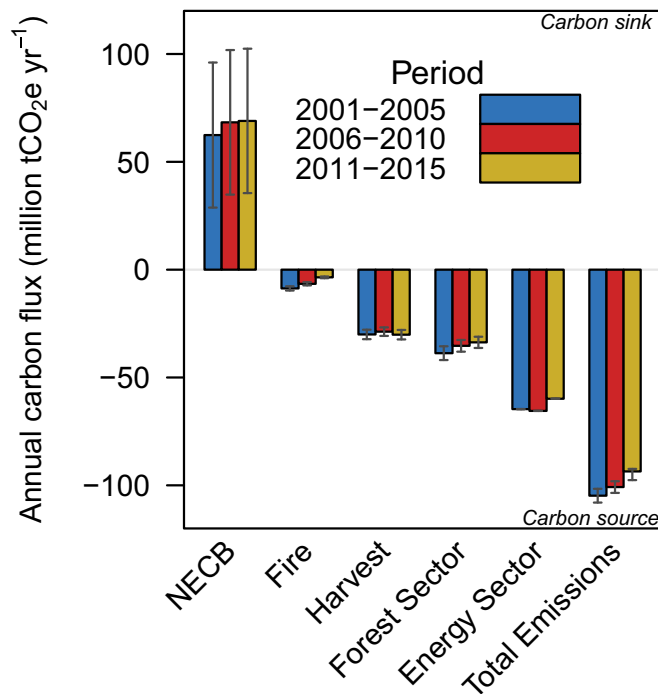 Carbon sink
Annual carbon flux (million tCO₂e yr⁻¹)
100
50
0
−50
−100
Period
2001−2005
2006−2010
2011−2015
Carbon source
NECB
Fire
Harvest
Forest Sector
Energy Sector
Total Emissions